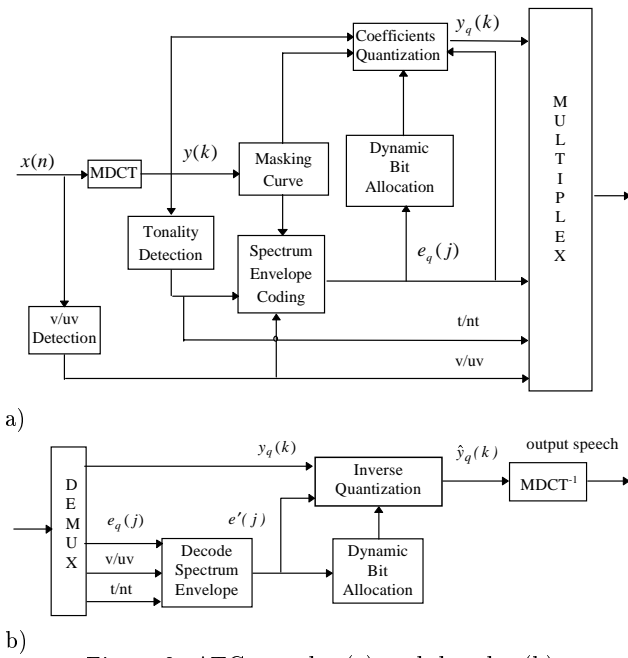 Coefficients
Quantization
y_q(k)
M
U
L
T
I
P
L
E
X
x(n)
MDCT
y(k)
Masking
Curve
Dynamic
Bit
Allocation
Tonality
Detection
Spectrum
Envelope
Coding
e_q(j)
v/uv
Detection
t/nt
v/uv
a)
D
E
M
U
X
y_q(k)
Inverse
Quantization
ŷ_q(k)
output speech
MDCT⁻¹
e_q(j)
e'(j)
v/uv
t/nt
Decode
Spectrum
Envelope
Dynamic
Bit
Allocation
b)